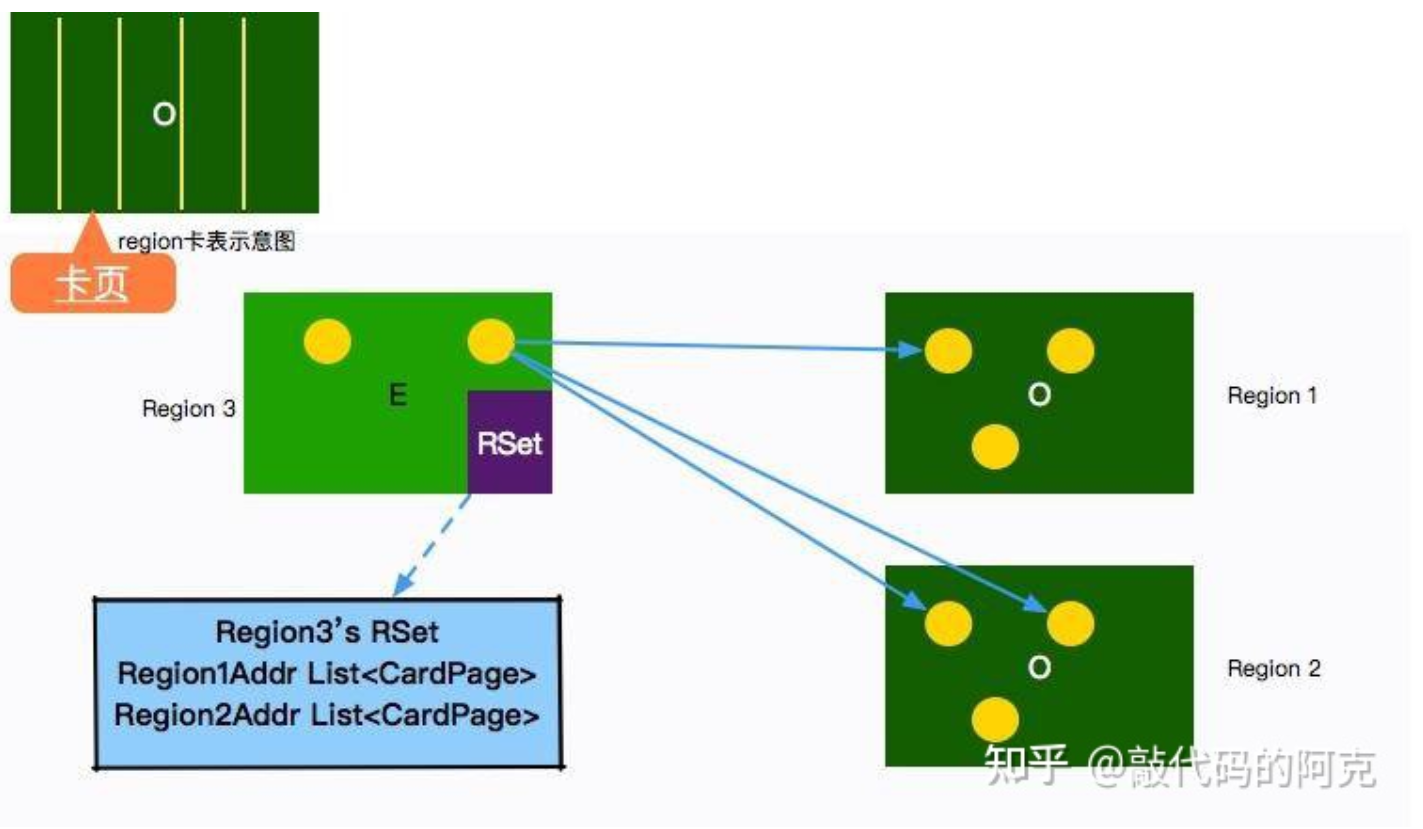 O
region卡表示意图
卡页
Region 3
E
RSet
O
Region 1
Region3's RSet
Region1Addr List<CardPage>
Region2Addr List<CardPage>
O
Region 2
知乎 @敲代码的阿克